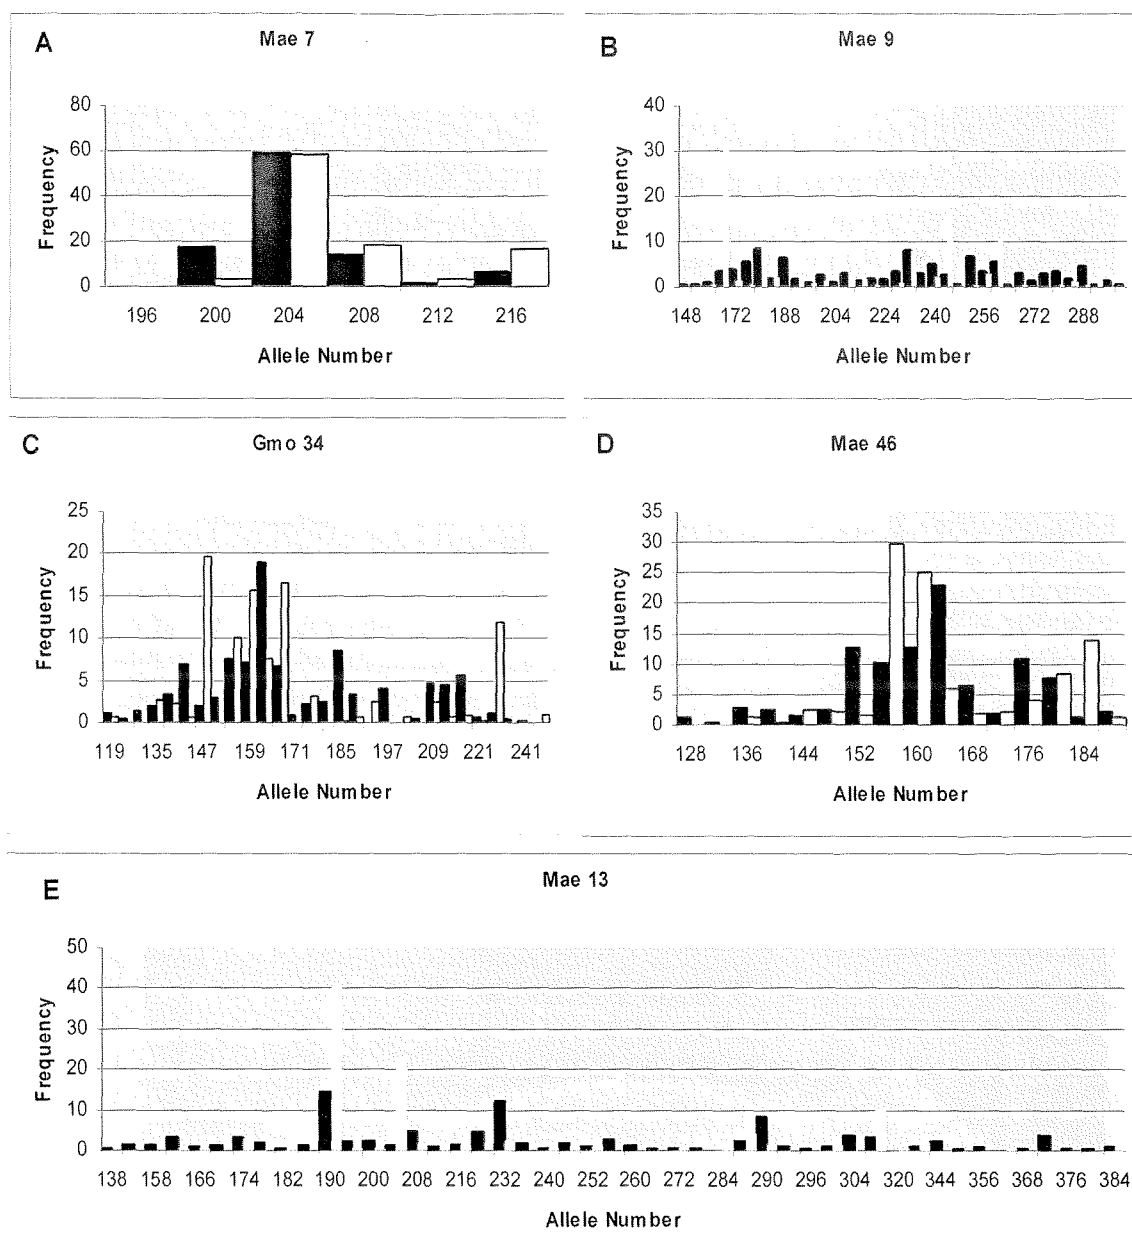 A
Mae 7
Frequency
80
60
40
20
0
196 200 204 208 212 216
Allele Number
B
Mae 9
Frequency
40
30
20
10
0
148 172 188 204 224 240 256 272 288
Allele Number
C
Gmo 34
Frequency
25
20
15
10
5
0
119 135 147 159 171 185 197 209 221 241
Allele Number
D
Mae 46
Frequency
35
30
25
20
15
10
5
0
128 136 144 152 160 168 176 184
Allele Number
E
Mae 13
Frequency
50
40
30
20
10
0
138 158 166 174 182 190 200 208 216 232 240 252 260 272 284 290 296 304 320 344 356 368 376 384
Allele Number